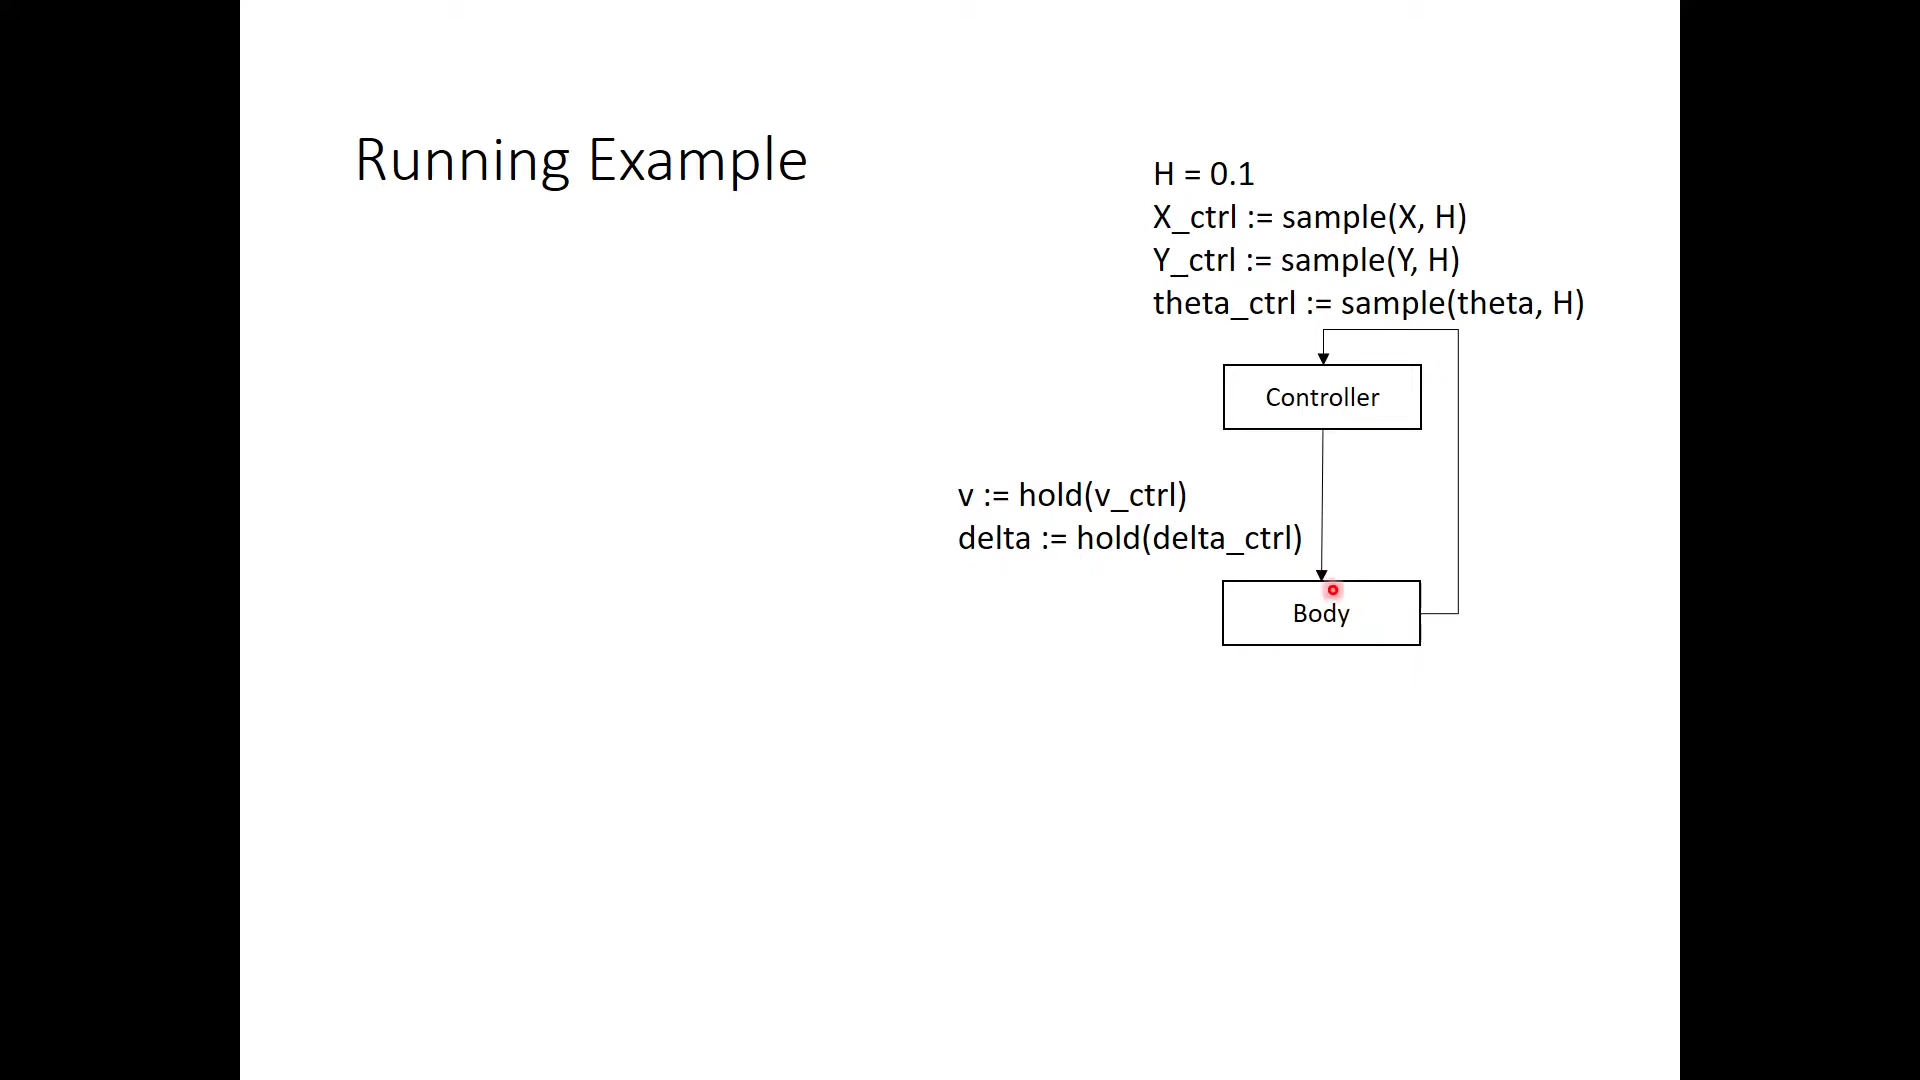 Running Example
H = 0.1
X_ctrl := sample(X, H)
Y_ctrl := sample(Y, H)
theta_ctrl := sample(theta, H)
Controller
v := hold(v_ctrl)
delta := hold(delta_ctrl)
Body